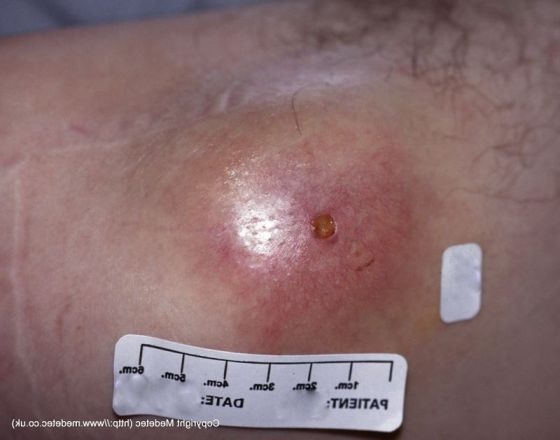 1cm. 2cm. 3cm. 4cm. 5cm. 6cm.
PATIENT: DATE:
Copyright Medetec (http://www.medetec.co.uk)